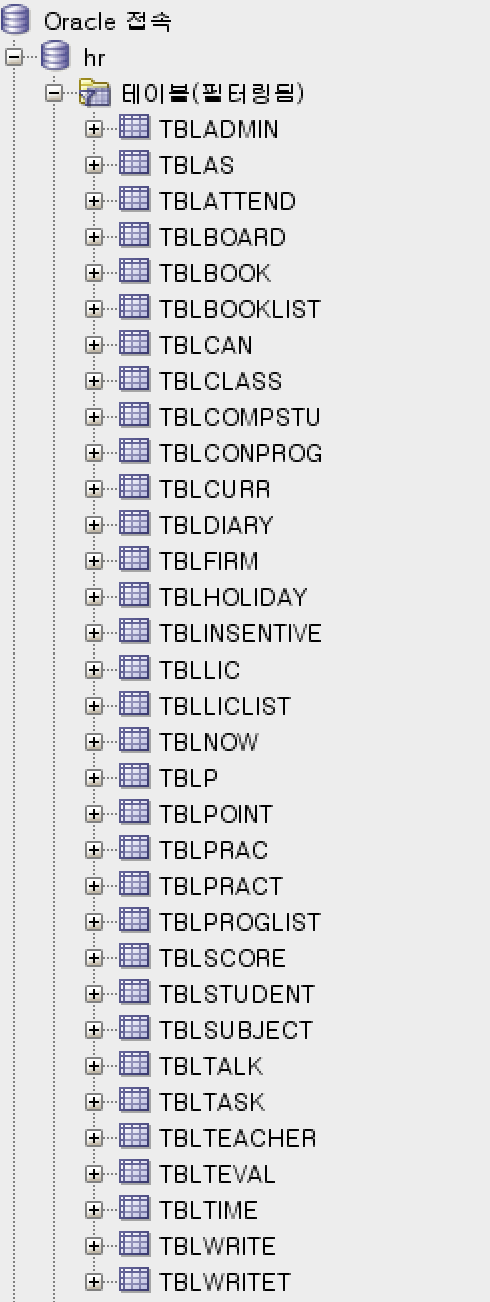 Oracle 접속
hr
테이블(필터링됨)
TBLADMIN
TBLAS
TBLATTEND
TBLBOARD
TBLBOOK
TBLBOOKLIST
TBLCAN
TBLCLASS
TBLCOMPSTU
TBLCONPROG
TBLCURR
TBLDIARY
TBLFIRM
TBLHOLIDAY
TBLINSENTIVE
TBLLIC
TBLLICLIST
TBLNOW
TBLP
TBLPOINT
TBLPRAC
TBLPRACT
TBLPROGLIST
TBLSCORE
TBLSTUDENT
TBLSUBJECT
TBLTALK
TBLTASK
TBLTEACHER
TBLTEVAL
TBLTIME
TBLWRITE
TBLWRITET